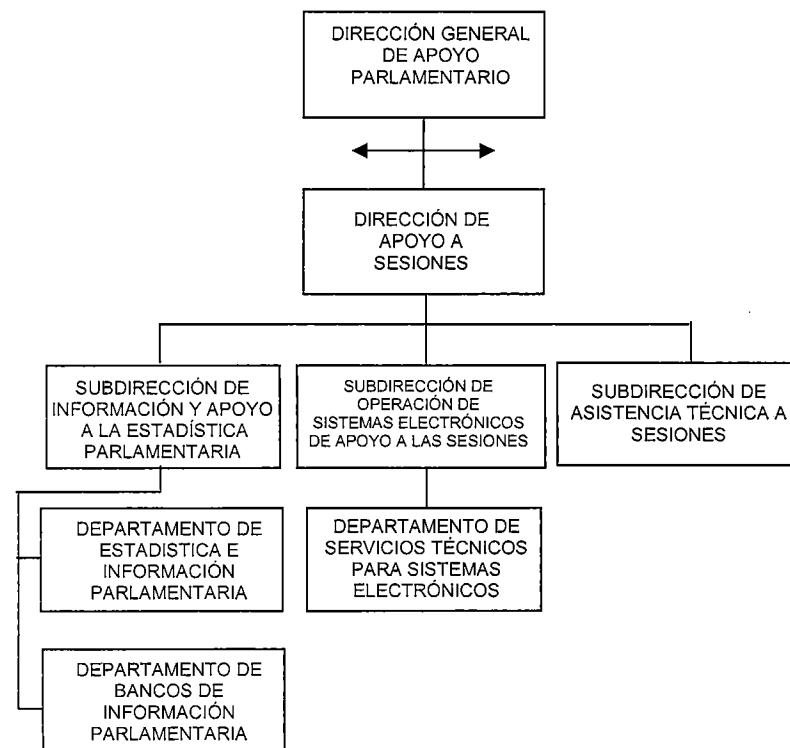 DIRECCIÓN GENERAL
DE APOYO
PARLAMENTARIO
DIRECCIÓN DE
APOYO A
SESIONES
SUBDIRECCIÓN DE
INFORMACIÓN Y APOYO
A LA ESTADÍSTICA
PARLAMENTARIA
SUBDIRECCIÓN DE
OPERACIÓN DE
SISTEMAS ELECTRÓNICOS
DE APOYO A LAS SESIONES
SUBDIRECCIÓN DE
ASISTENCIA TÉCNICA A
SESIONES
DEPARTAMENTO DE
ESTADISTICA E
INFORMACIÓN
PARLAMENTARIA
DEPARTAMENTO DE
SERVICIOS TÉCNICOS
PARA SISTEMAS
ELECTRÓNICOS
DEPARTAMENTO DE
BANCOS DE
INFORMACIÓN
PARLAMENTARIA